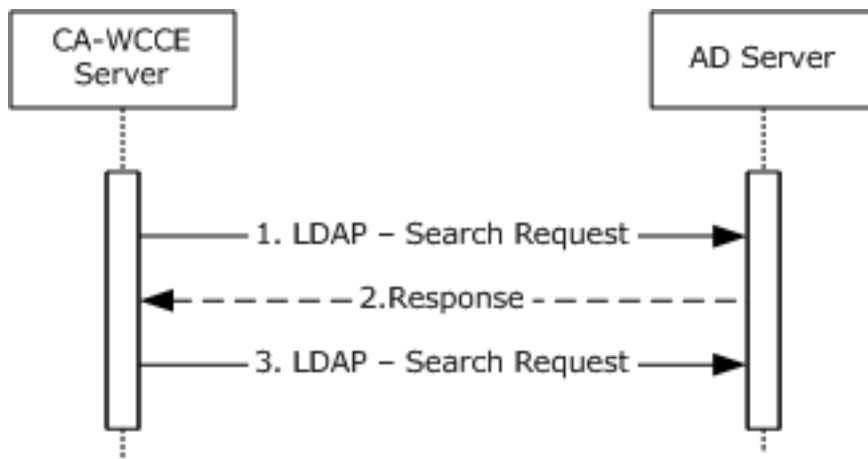 CA-WCCE
Server
AD Server
1. LDAP – Search Request
2.Response
3. LDAP – Search Request